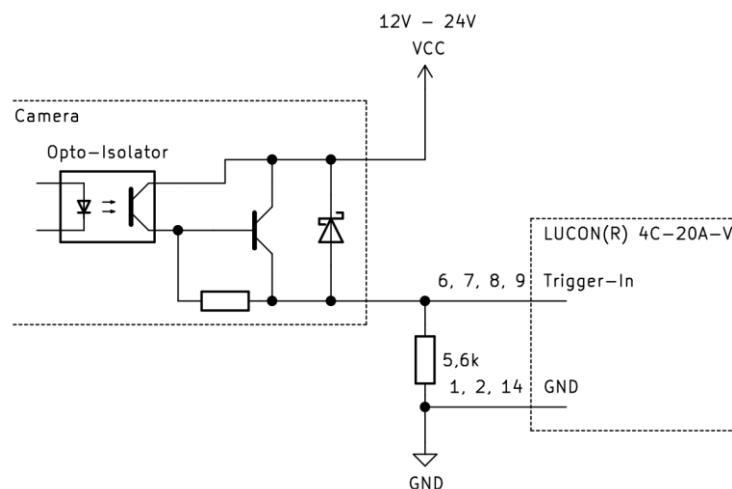 12V – 24V
VCC
Camera
Opto-Isolator
LUCON(R) 4C-20A-V
6, 7, 8, 9 Trigger-In
5,6k
1, 2, 14 GND
GND